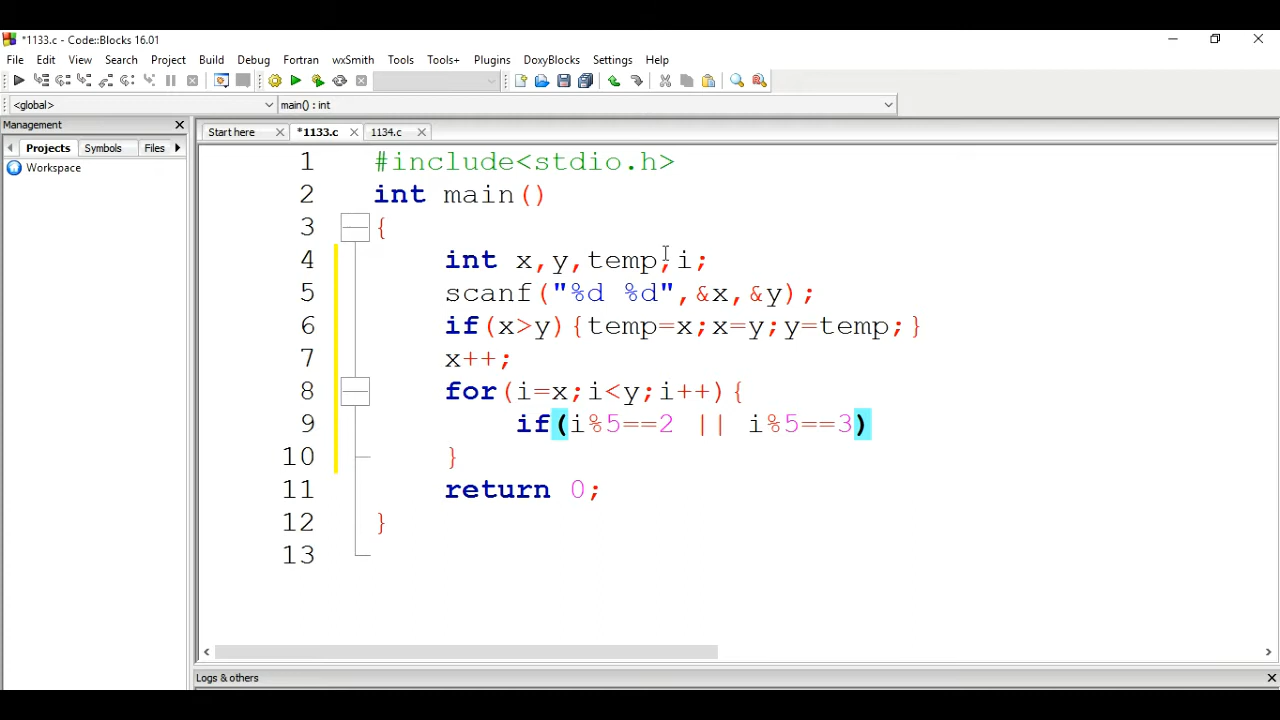 *1133.c - Code::Blocks 16.01
File Edit View Search Project Build Debug Fortran wxSmith Tools Tools+ Plugins DoxyBlocks Settings Help
<global> main() : int
Management
Projects Symbols Files
Workspace
Start here *1133.c 1134.c
1 #include<stdio.h>
2 int main()
3 {
4 int x,y,temp,i;
5 scanf("%d %d",&x,&y);
6 if(x>y){temp=x;x=y;y=temp;}
7 x++;
8 for(i=x;i<y;i++){
9 if(i%5==2 || i%5==3)
10 }
11 return 0;
12 }
13
Logs & others